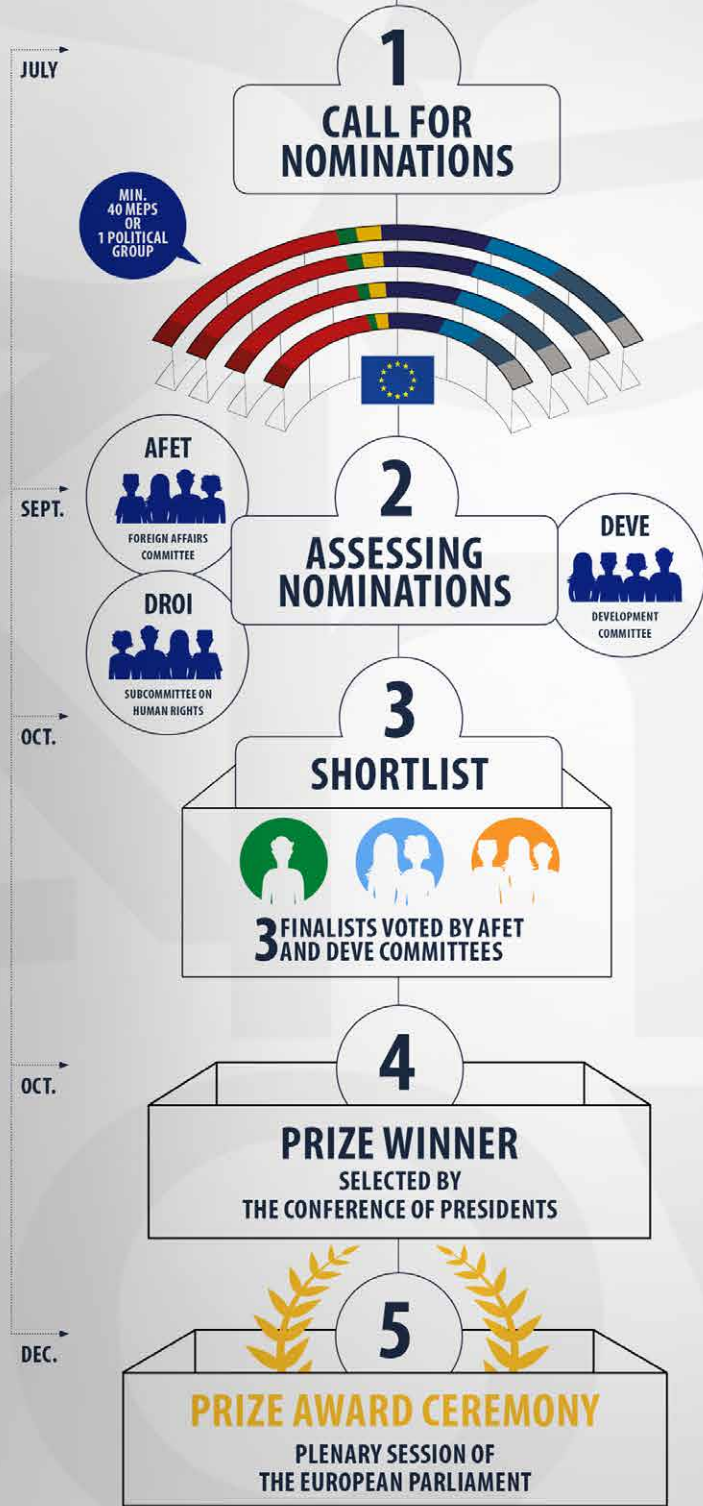 JULY
1
CALL FOR
NOMINATIONS
MIN.
40 MEPS
OR
1 POLITICAL
GROUP
SEPT.
AFET
FOREIGN AFFAIRS
COMMITTEE
DROI
SUBCOMMITTEE ON
HUMAN RIGHTS
2
ASSESSING
NOMINATIONS
DEVE
DEVELOPMENT
COMMITTEE
OCT.
3
SHORTLIST
3 FINALISTS VOTED BY AFET
AND DEVE COMMITTEES
OCT.
4
PRIZE WINNER
SELECTED BY
THE CONFERENCE OF PRESIDENTS
DEC.
5
PRIZE AWARD CEREMONY
PLENARY SESSION OF
THE EUROPEAN PARLIAMENT